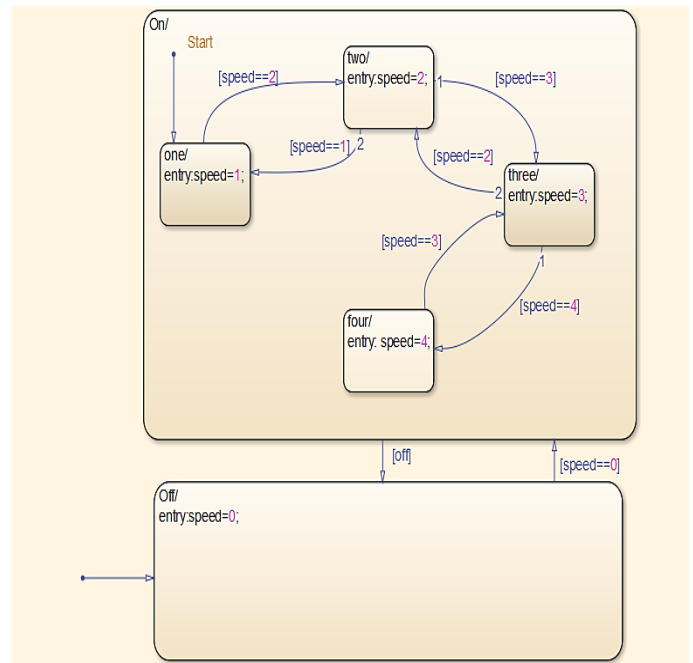 On/
Start
two/
entry:speed=2;
[speed==2]
1
[speed==3]
[speed==1]
2
[speed==2]
one/
entry:speed=1;
three/
entry:speed=3;
2
[speed==3]
1
[speed==4]
four/
entry: speed=4;
[off]
[speed==0]
Off/
entry:speed=0;